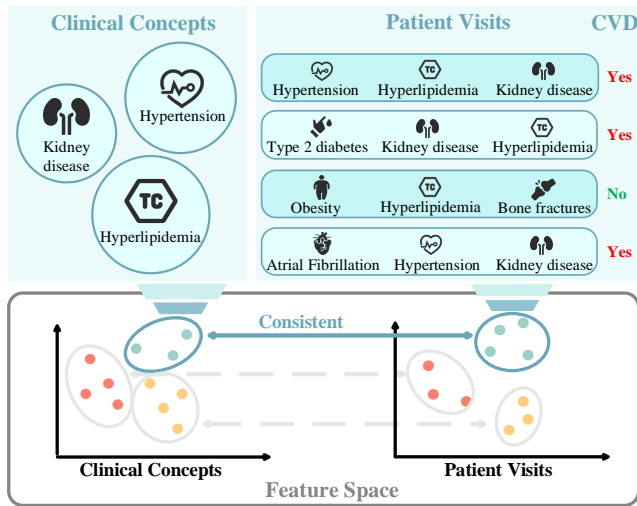 Clinical Concepts
Hypertension
Kidney
disease
TC
Hyperlipidemia
Patient Visits
CVD
TC
Hypertension Hyperlipidemia Kidney disease Yes
TC
Type 2 diabetes Kidney disease Hyperlipidemia Yes
TC
Obesity Hyperlipidemia Bone fractures No
Atrial Fibrillation Hypertension Kidney disease Yes
Consistent
Clinical Concepts
Patient Visits
Feature Space